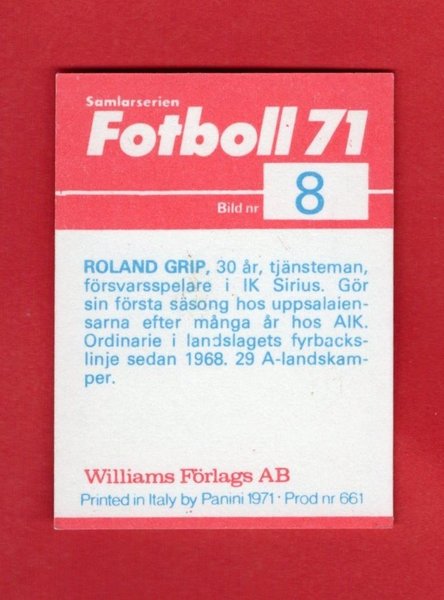 Samlarserien
Fotboll 71
Bild nr 8
ROLAND GRIP, 30 år, tjänsteman,
försvarsspelare i IK Sirius. Gör
sin första säsong hos uppsalaien-
sarna efter många år hos AIK.
Ordinarie i landslagets fyrbacks-
linje sedan 1968. 29 A-landskam-
per.
Williams Förlags AB
Printed in Italy by Panini 1971 · Prod nr 661